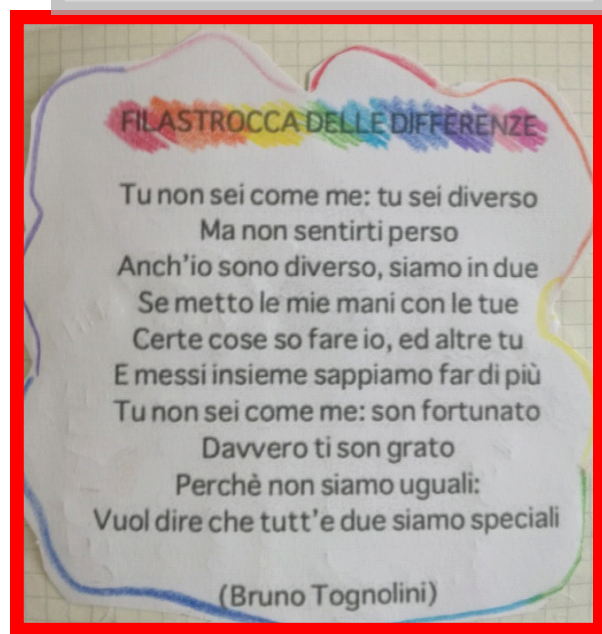 FILASTROCCA DELLE DIFFERENZE
Tu non sei come me: tu sei diverso
Ma non sentirti perso
Anch'io sono diverso, siamo in due
Se metto le mie mani con le tue
Certe cose so fare io, ed altre tu
E messi insieme sappiamo far di più
Tu non sei come me: son fortunato
Davvero ti son grato
Perchè non siamo uguali:
Vuol dire che tutt'e due siamo speciali
(Bruno Tognolini)